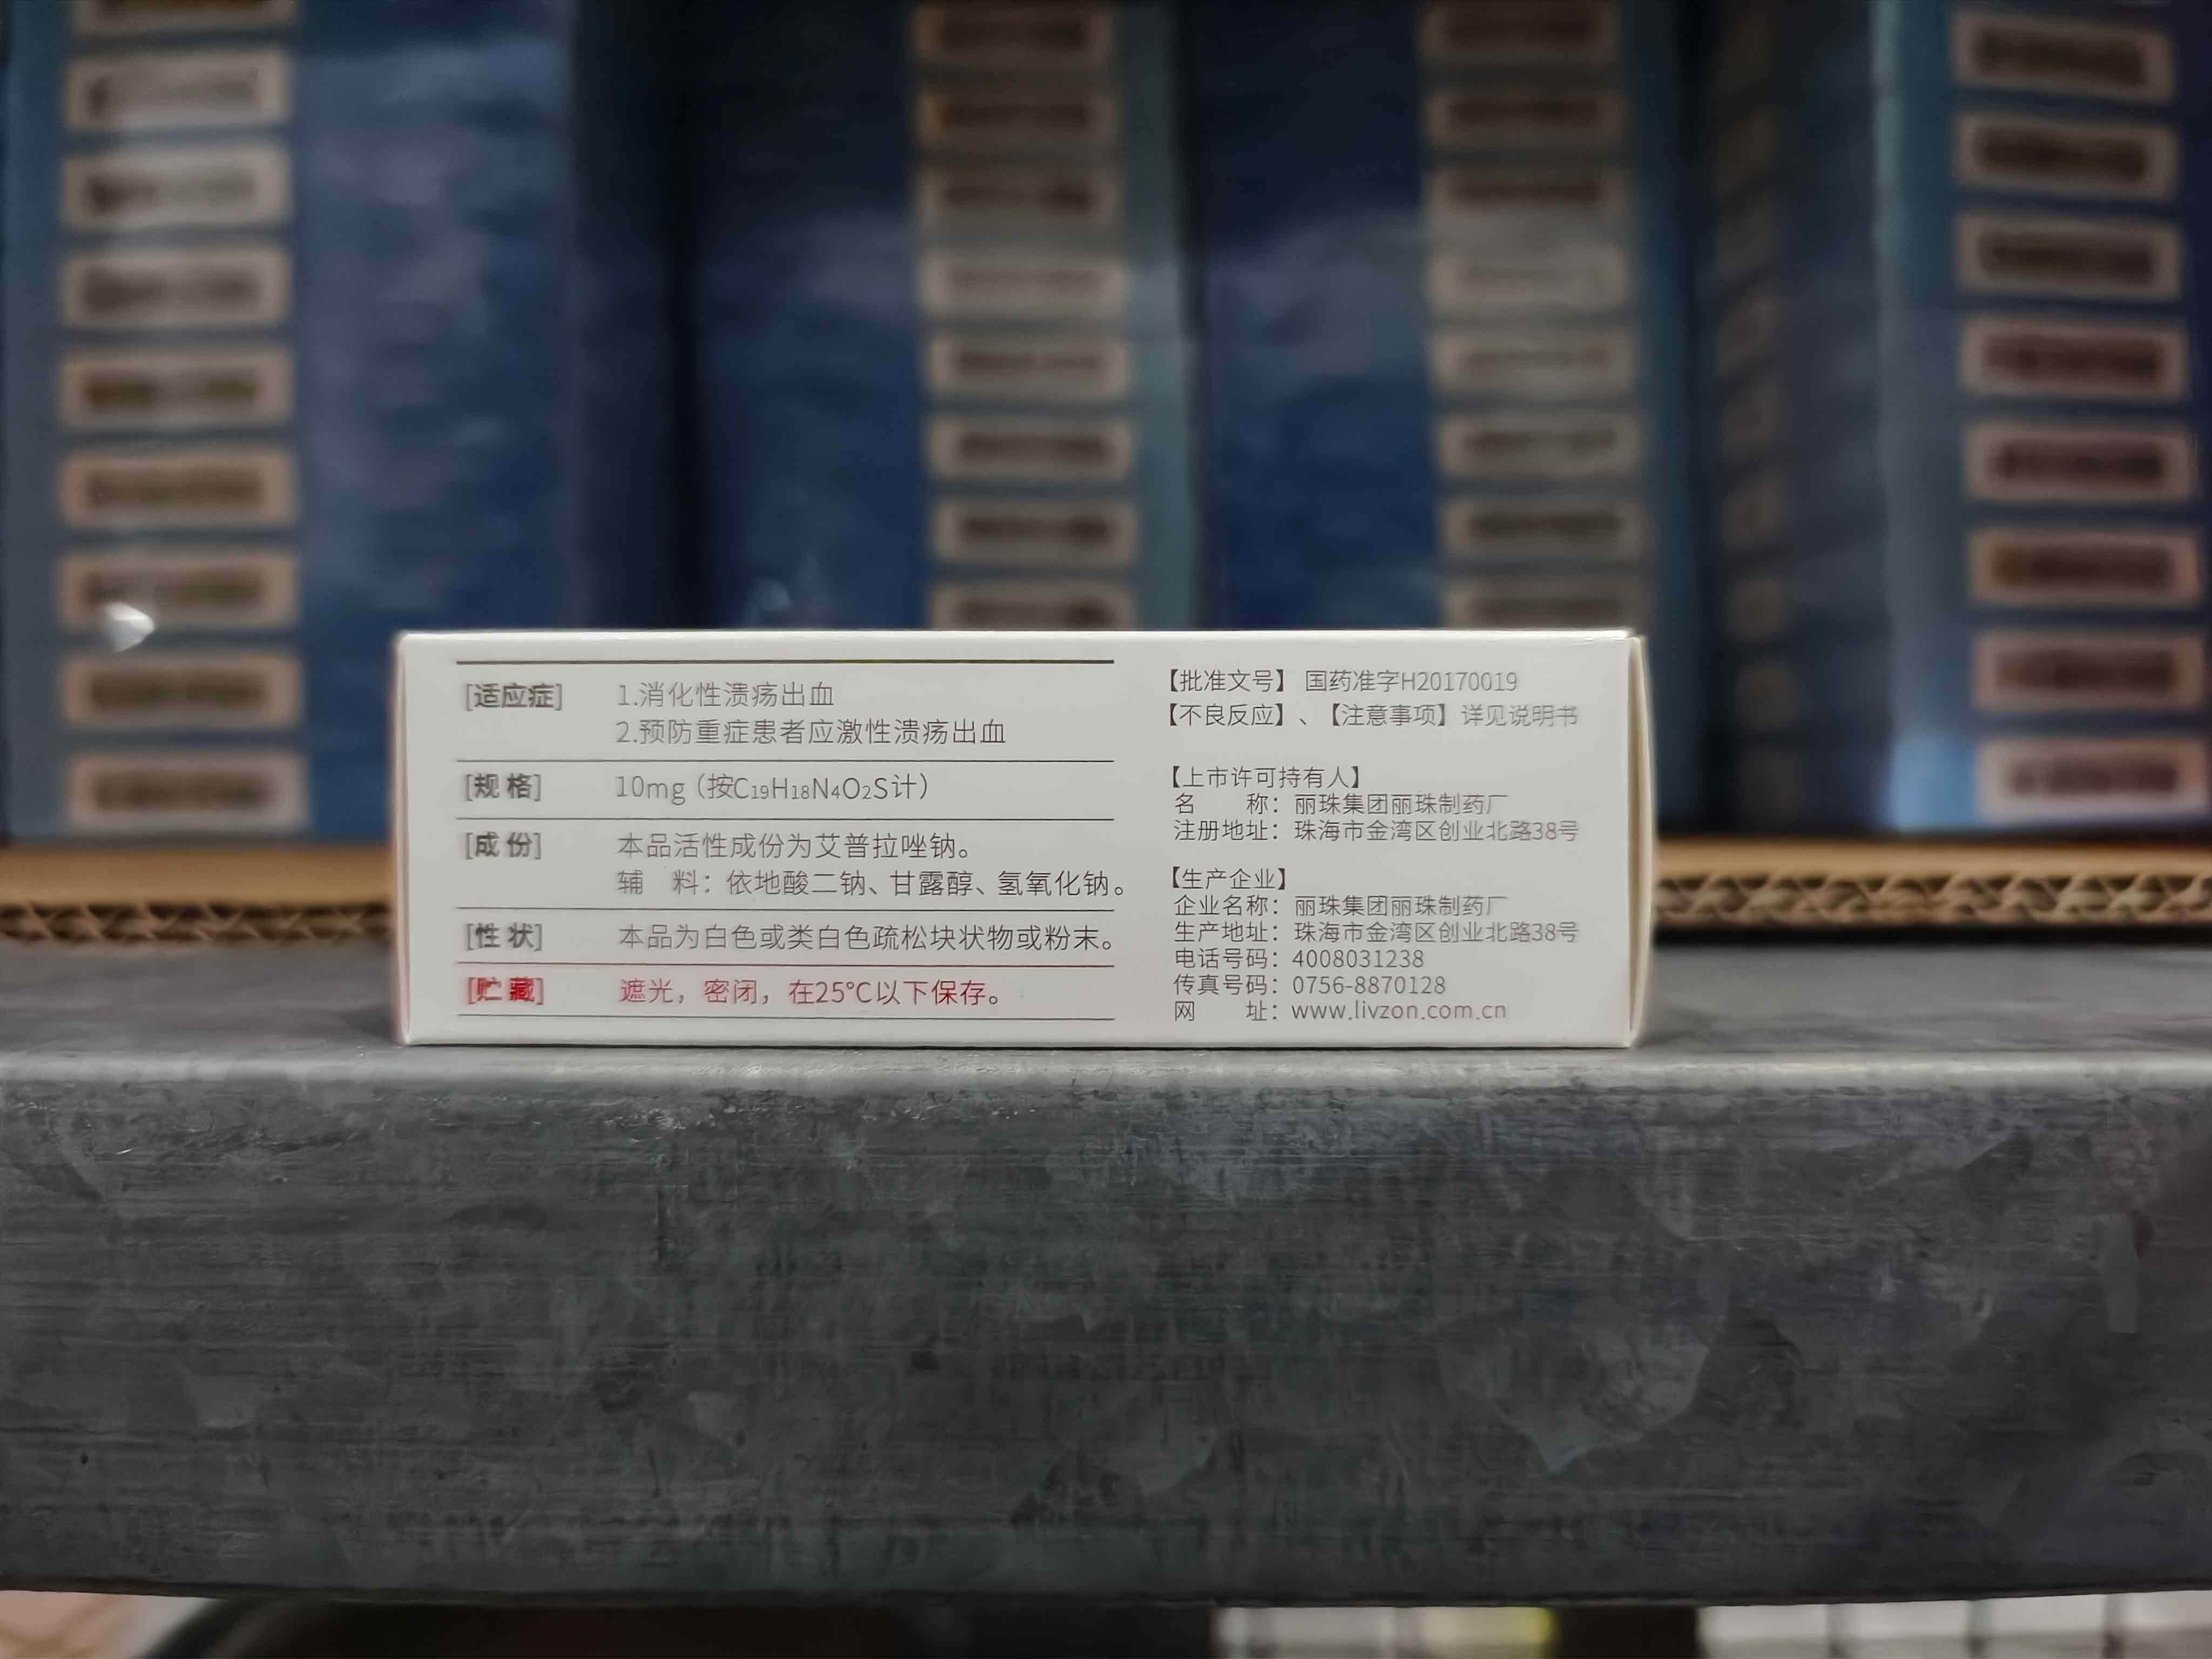 [适应症] 1.消化性溃疡出血
2.预防重症患者应激性溃疡出血
[规 格] 10mg（按C₁₉H₁₈N₄O₂S计）
[成 份] 本品活性成份为艾普拉唑钠。
辅 料：依地酸二钠、甘露醇、氢氧化钠。
[性 状] 本品为白色或类白色疏松块状物或粉末。
[贮 藏] 遮光，密闭，在25℃以下保存。
【批准文号】 国药准字H20170019
【不良反应】、【注意事项】详见说明书
【上市许可持有人】
名 称：丽珠集团丽珠制药厂
注册地址：珠海市金湾区创业北路38号
【生产企业】
企业名称：丽珠集团丽珠制药厂
生产地址：珠海市金湾区创业北路38号
电话号码：4008031238
传真号码：0756-8870128
网 址：www.livzon.com.cn